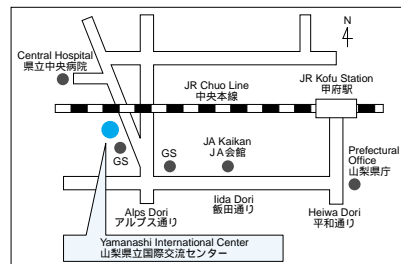 N
Central Hospital
県立中央病院
JR Chuo Line
中央本線
JR Kofu Station
甲府駅
GS
GS
JA Kaikan
JA会館
Prefectural
Office
山梨県庁
Alps Dori
アルプス通り
Iida Dori
飯田通り
Heiwa Dori
平和通り
Yamanashi International Center
山梨県立国際交流センター